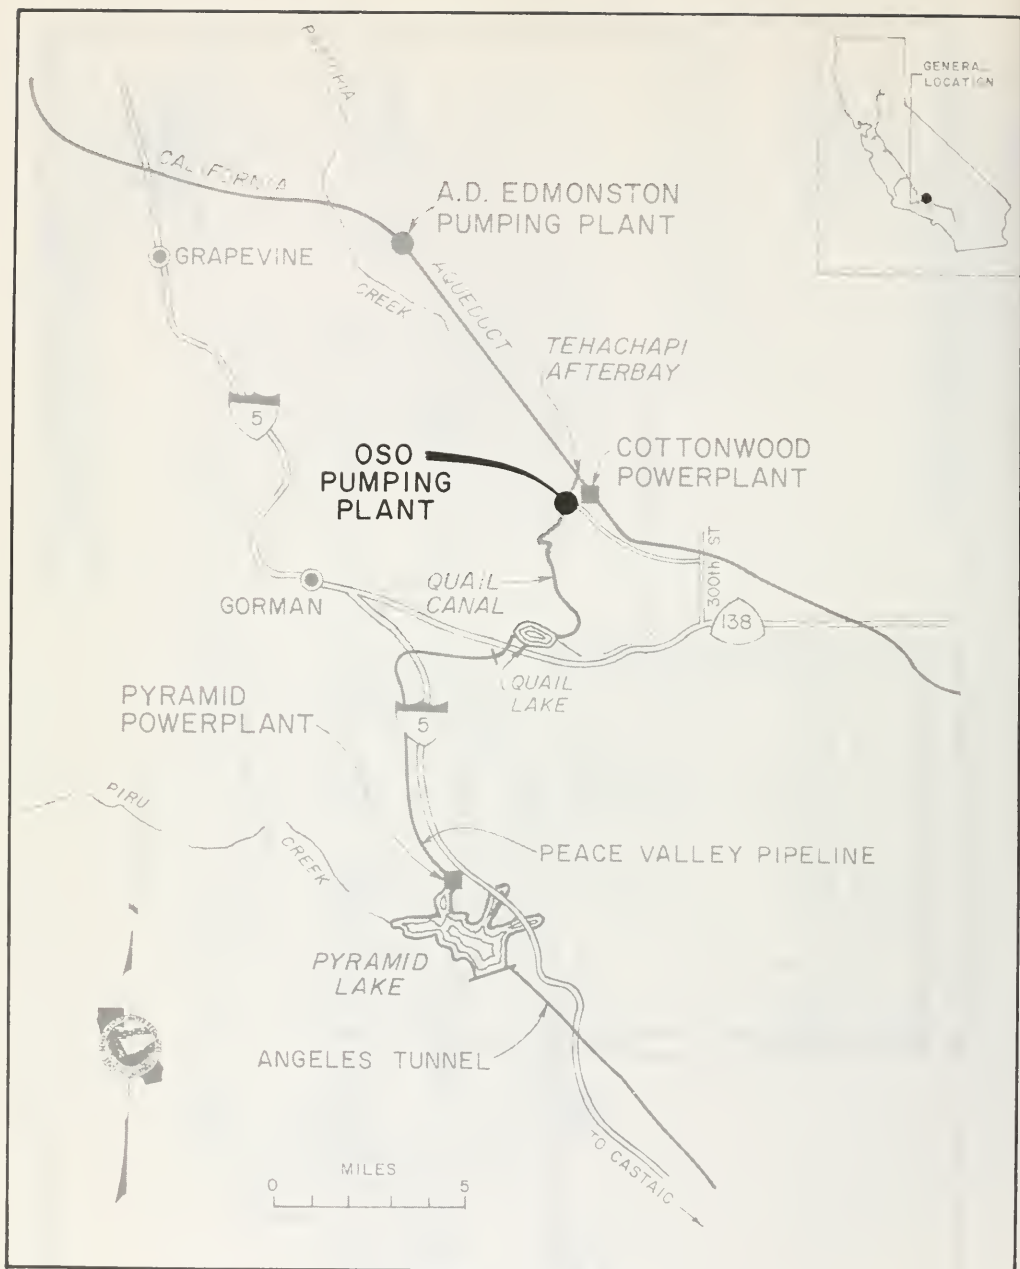 GENERAL
LOCATION
CALIFORNIA
A.D. EDMONSTON
PUMPING PLANT
GRAPEVINE
CREEK
AQUEDUCT
TEHACHAPI
AFTERBAY
5
OSO
PUMPING
PLANT
COTTONWOOD
POWERPLANT
QUAIL
CANAL
300th ST
GORMAN
138
QUAIL
LAKE
PYRAMID
POWERPLANT
5
PIRU
CREEK
PEACE VALLEY PIPELINE
PYRAMID
LAKE
ANGELES TUNNEL
MILES
0 5
TO CASTAIC